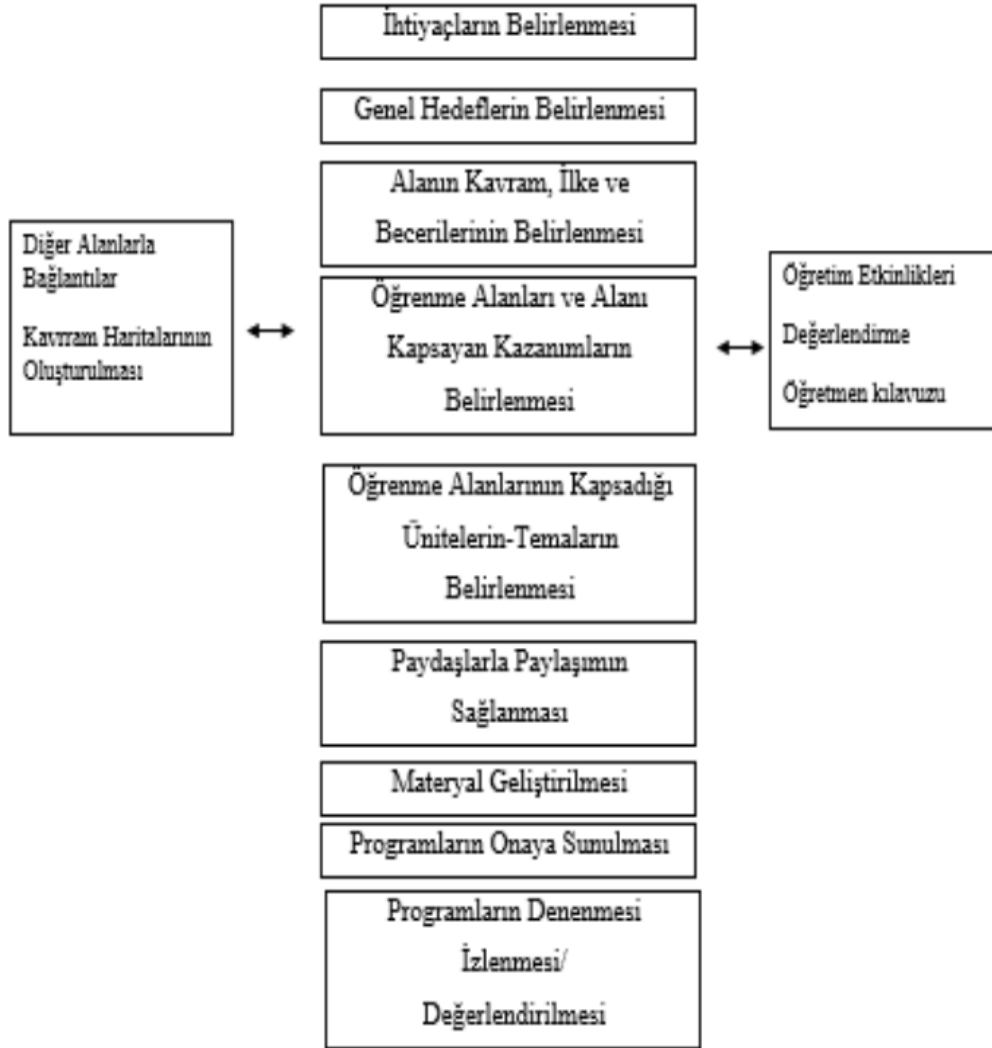 İhtiyaçların Belirlenmesi
Genel Hedeflerin Belirlenmesi
Alanın Kavram, İlke ve
Becerilerinin Belirlenmesi
Diğer Alanlarla
Bağlantılar
Kavrram Haritalarının
Oluşturulması
Öğrenme Alanları ve Alanı
Kapsayan Kazanımların
Belirlenmesi
Öğretim Etkinlikleri
Değerlendirme
Öğretmen kılavuzu
Öğrenme Alanlarının Kapsadığı
Ünitelerin-Temaların
Belirlenmesi
Paydaşlarla Paylaşımın
Sağlanması
Materyal Geliştirilmesi
Programların Onaya Sunulması
Programların Denenmesi
İzlenmesi/
Değerlendirilmesi